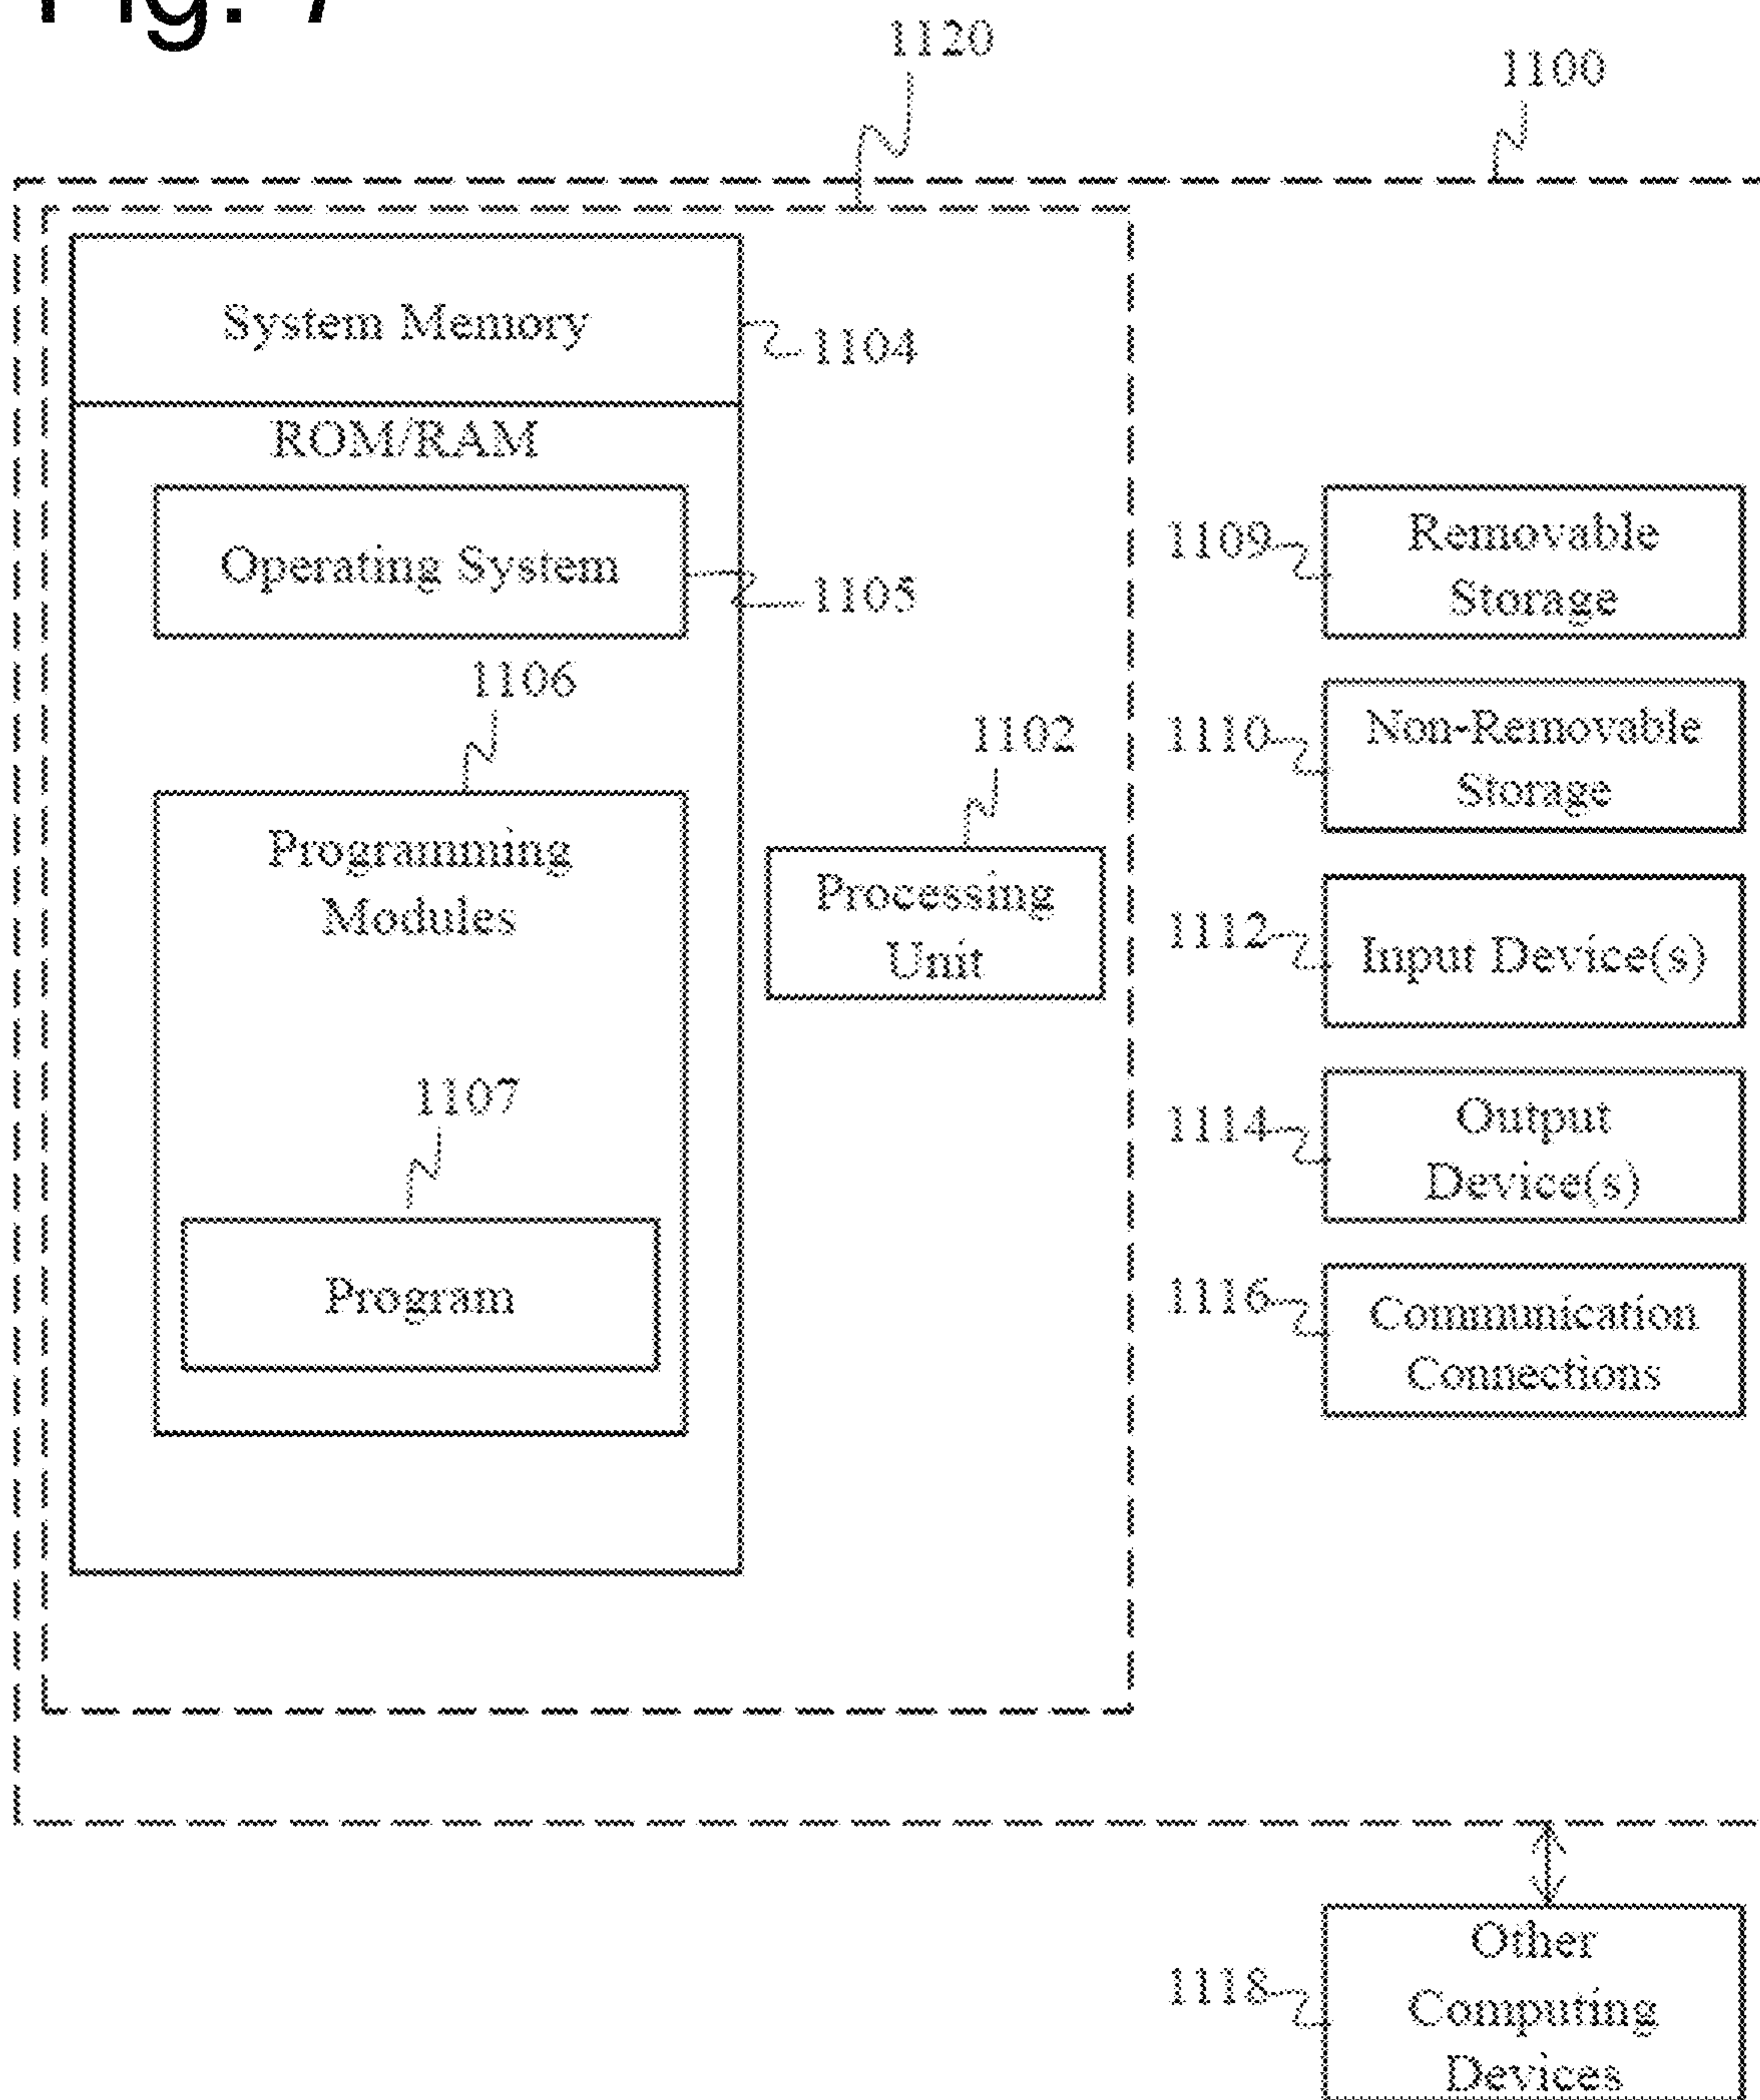 Fig. 7
1120
1100
System Memory
1104
ROM/RAM
Operating System
1105
1106
Programming
Modules
1107
Program
1102
Processing
Unit
1109
Removable
Storage
1110
Non-Removable
Storage
1112
Input Device(s)
1114
Output
Device(s)
1116
Communication
Connections
1118
Other
Computing
Devices